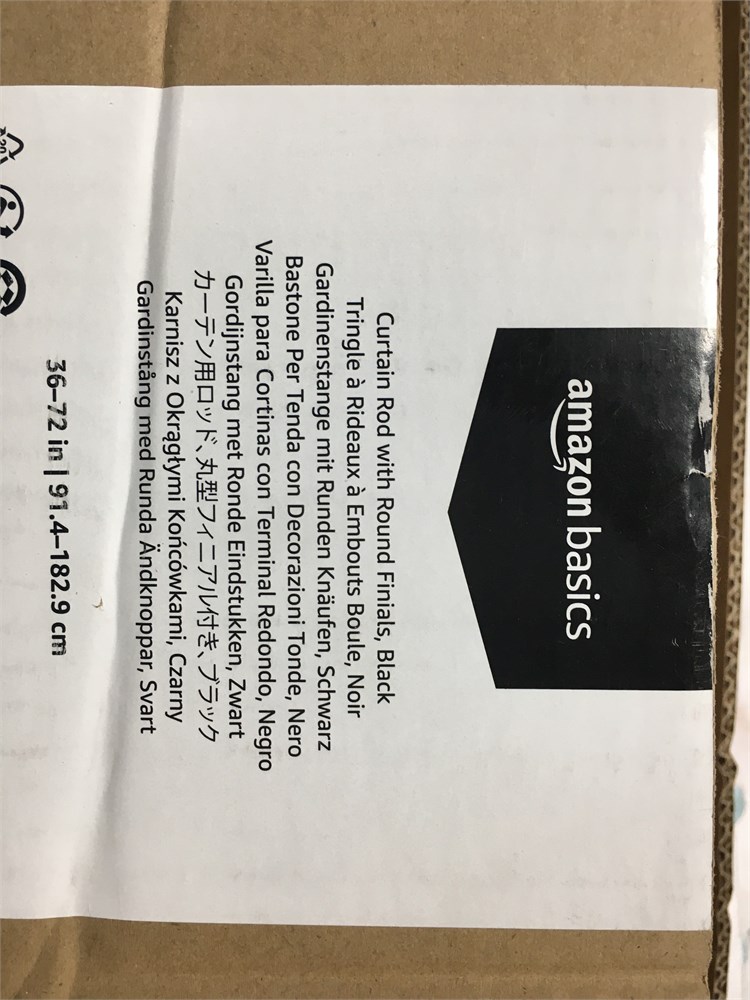 amazon basics
Curtain Rod with Round Finials, Black
Tringle à Rideaux à Embouts Boule, Noir
Gardinenstange mit Runden Knäufen, Schwarz
Bastone Per Tenda con Decorazioni Tonde, Nero
Varilla para Cortinas con Terminal Redondo, Negro
Gordijnstang met Ronde Eindstukken, Zwart
カーテン用ロッド、丸型フィニアル付き、ブラック
Karnisz z Okrągłymi Końcówkami, Czarny
Gardinstång med Runda Ändknoppar, Svart
36–72 in | 91.4–182.9 cm